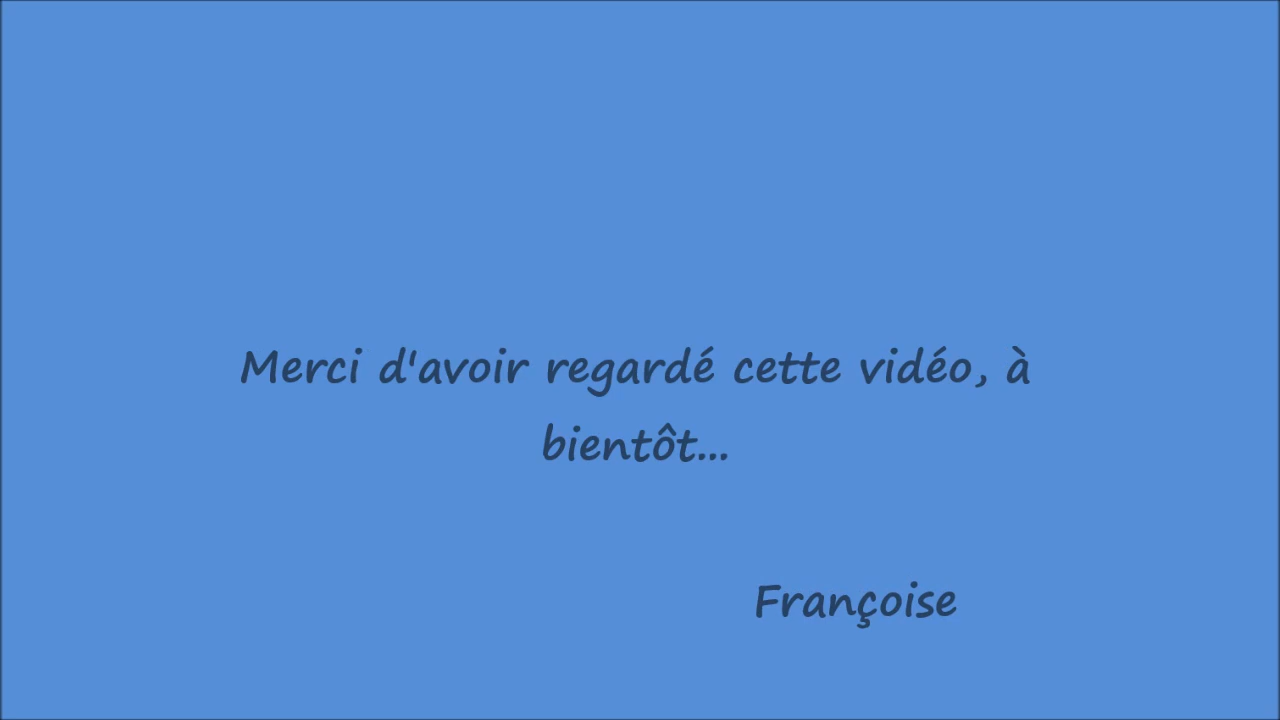 Merci d'avoir regardé cette vidéo, à
bientôt...
Françoise